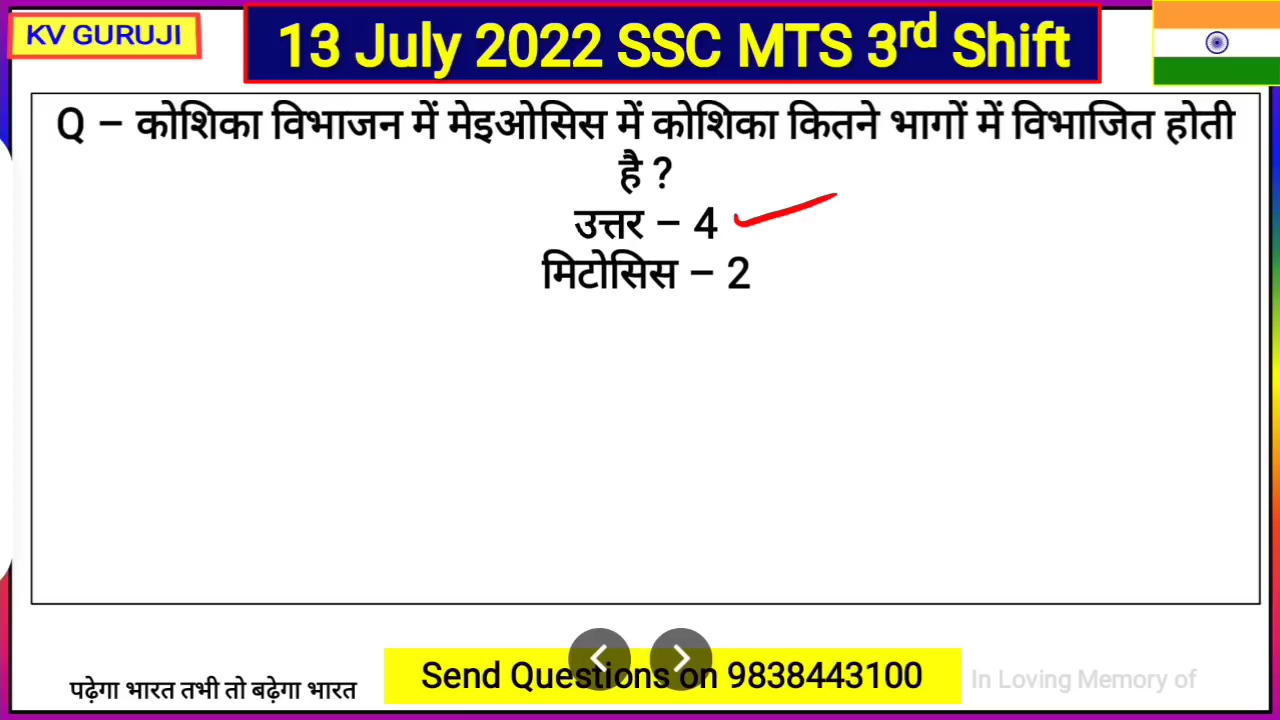 KV GURUJI
13 July 2022 SSC MTS 3rd Shift
Q – कोशिका विभाजन में मेइओसिस में कोशिका कितने भागों में विभाजित होती
है ?
उत्तर – 4
मिटोसिस – 2
पढ़ेगा भारत तभी तो बढ़ेगा भारत
Send Questions on 9838443100
In Loving Memory of